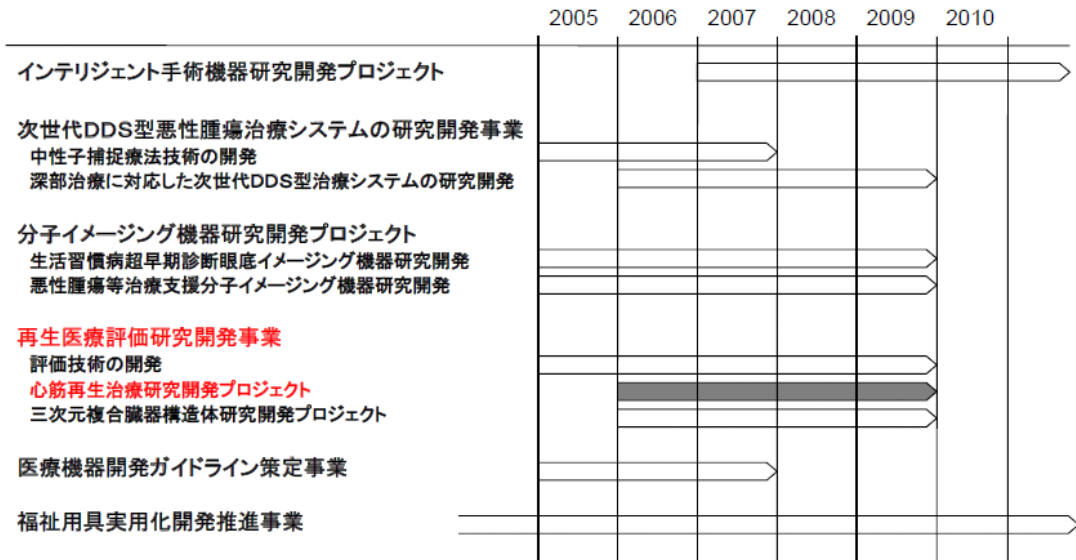 2005 2006 2007 2008 2009 2010
インテリジェント手術機器研究開発プロジェクト
次世代DDS型悪性腫瘍治療システムの研究開発事業
中性子捕捉療法技術の開発
深部治療に対応した次世代DDS型治療システムの研究開発
分子イメージング機器研究開発プロジェクト
生活習慣病超早期診断眼底イメージング機器研究開発
悪性腫瘍等治療支援分子イメージング機器研究開発
再生医療評価研究開発事業
評価技術の開発
心筋再生治療研究開発プロジェクト
三次元複合臓器構造体研究開発プロジェクト
医療機器開発ガイドライン策定事業
福祉用具実用化開発推進事業